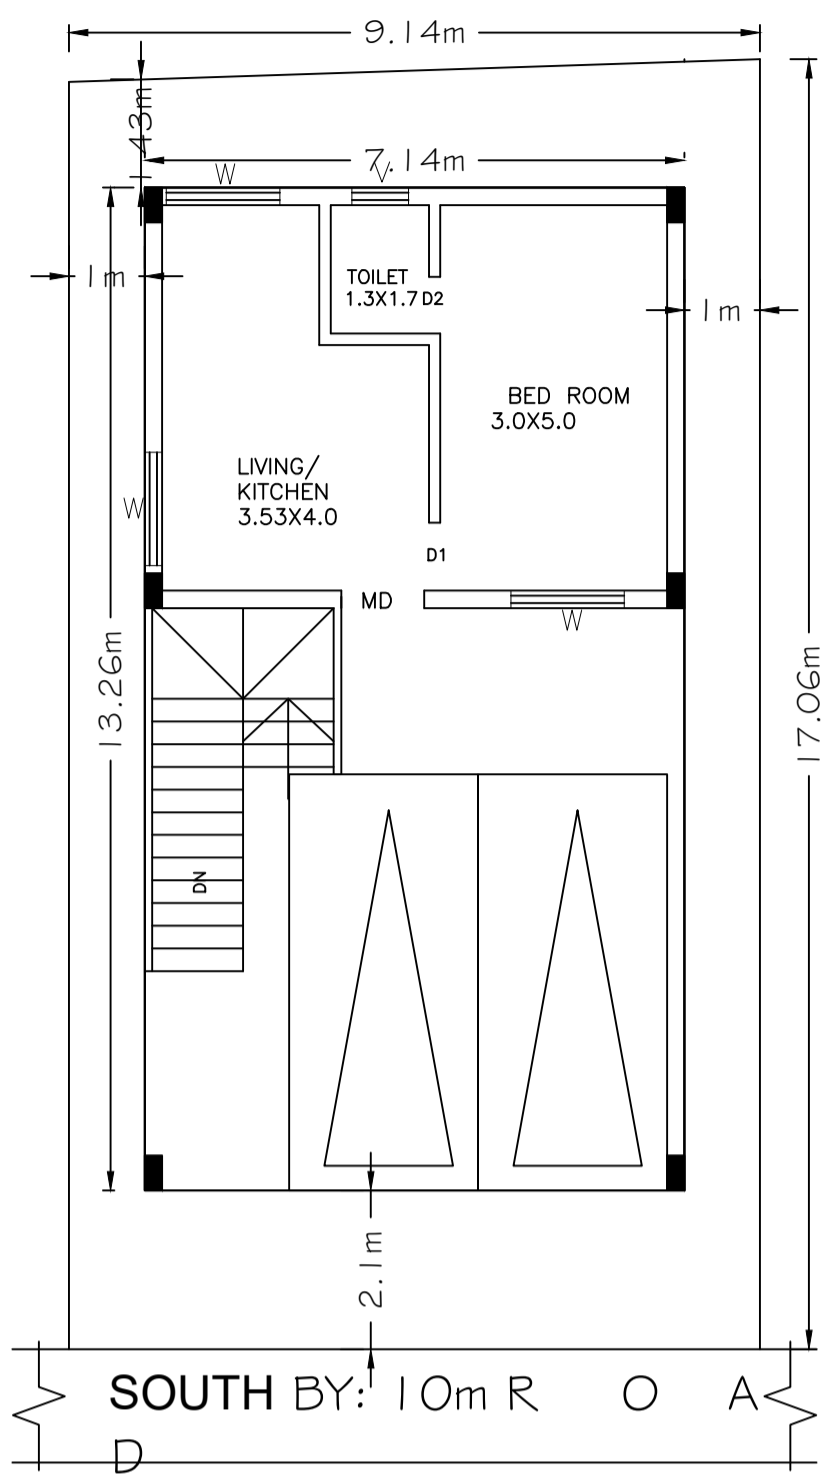 9.14m
1.43m
7.14m
W
V
1m
TOILET
1.3X1.7 D2
1m
BED ROOM
3.0X5.0
LIVING/
KITCHEN
3.53X4.0
W
D1
MD
W
13.26m
17.06m
DN
2.1m
SOUTH BY: 10m R O A
D